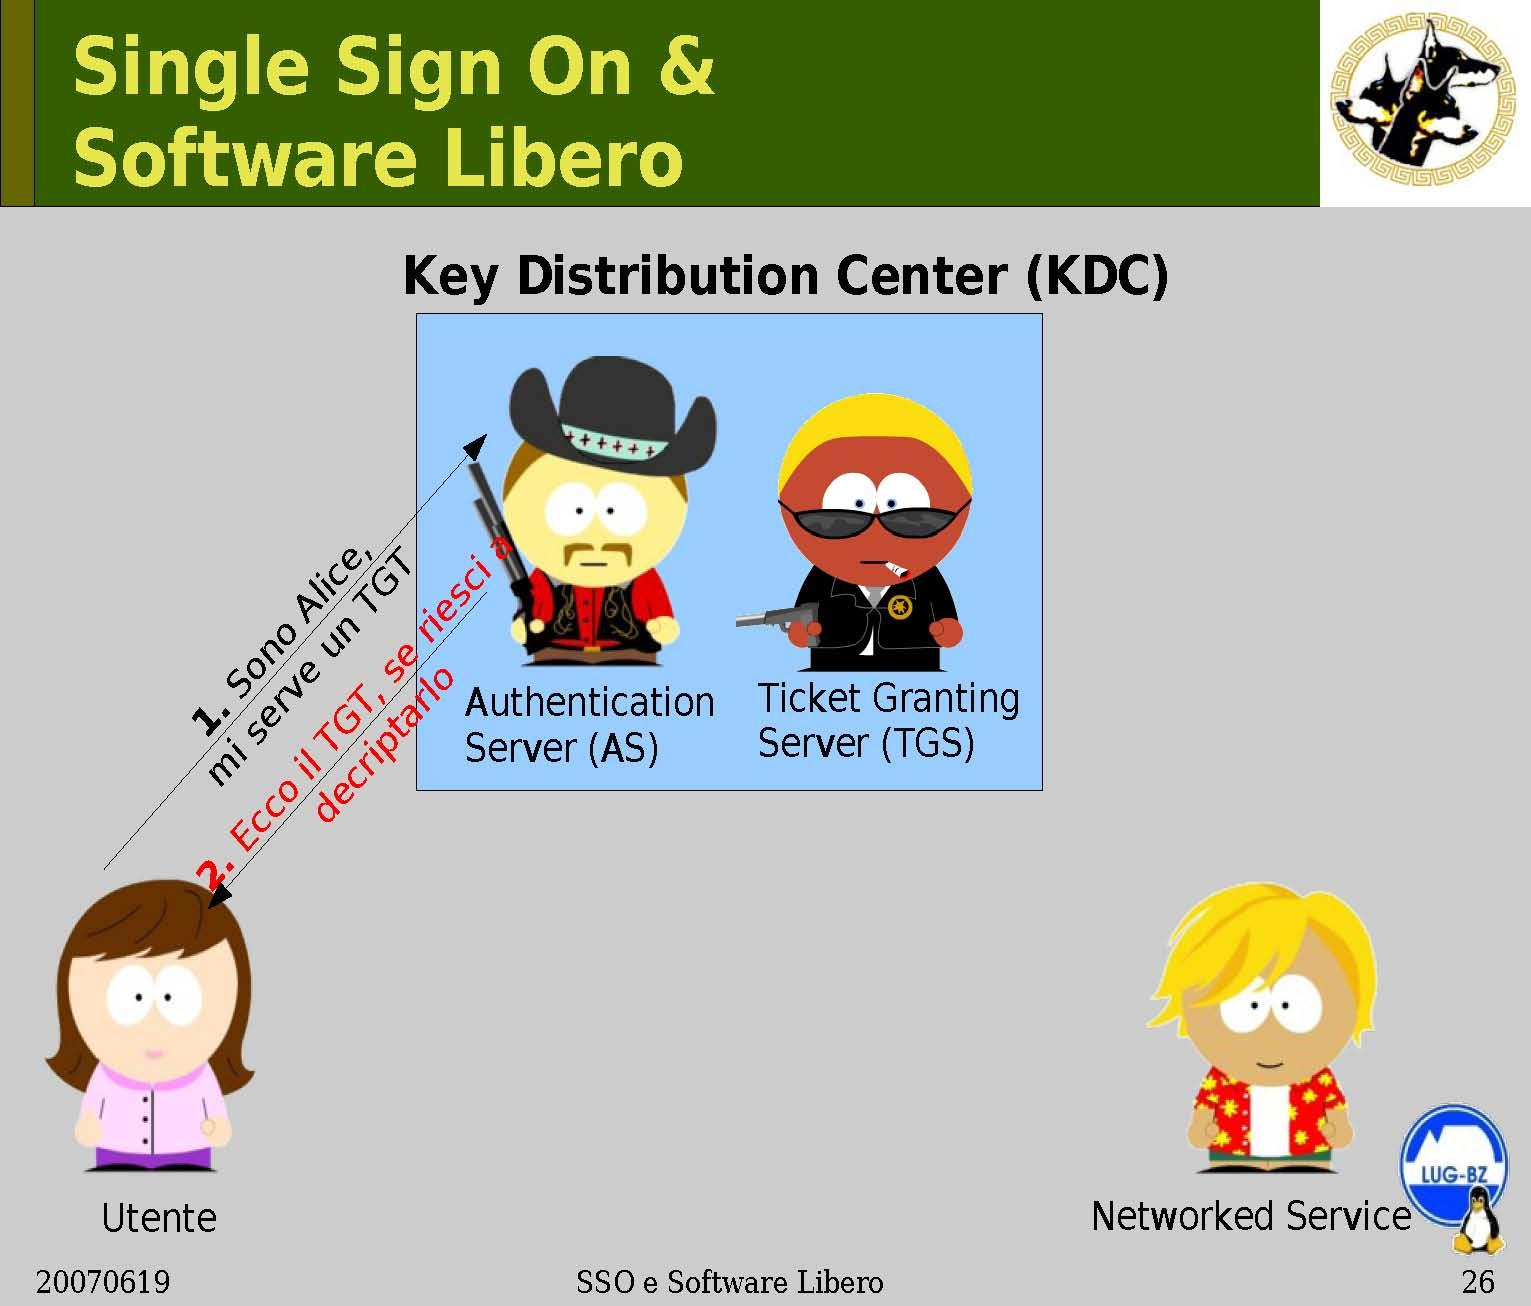 Single Sign On &
Software Libero
Key Distribution Center (KDC)
1. Sono Alice,
mi serve un TGT
2. Ecco il TGT, se riesci a
decriptarlo
Authentication
Server (AS)
Ticket Granting
Server (TGS)
Utente
Networked Service
LUG-BZ
20070619
SSO e Software Libero
26